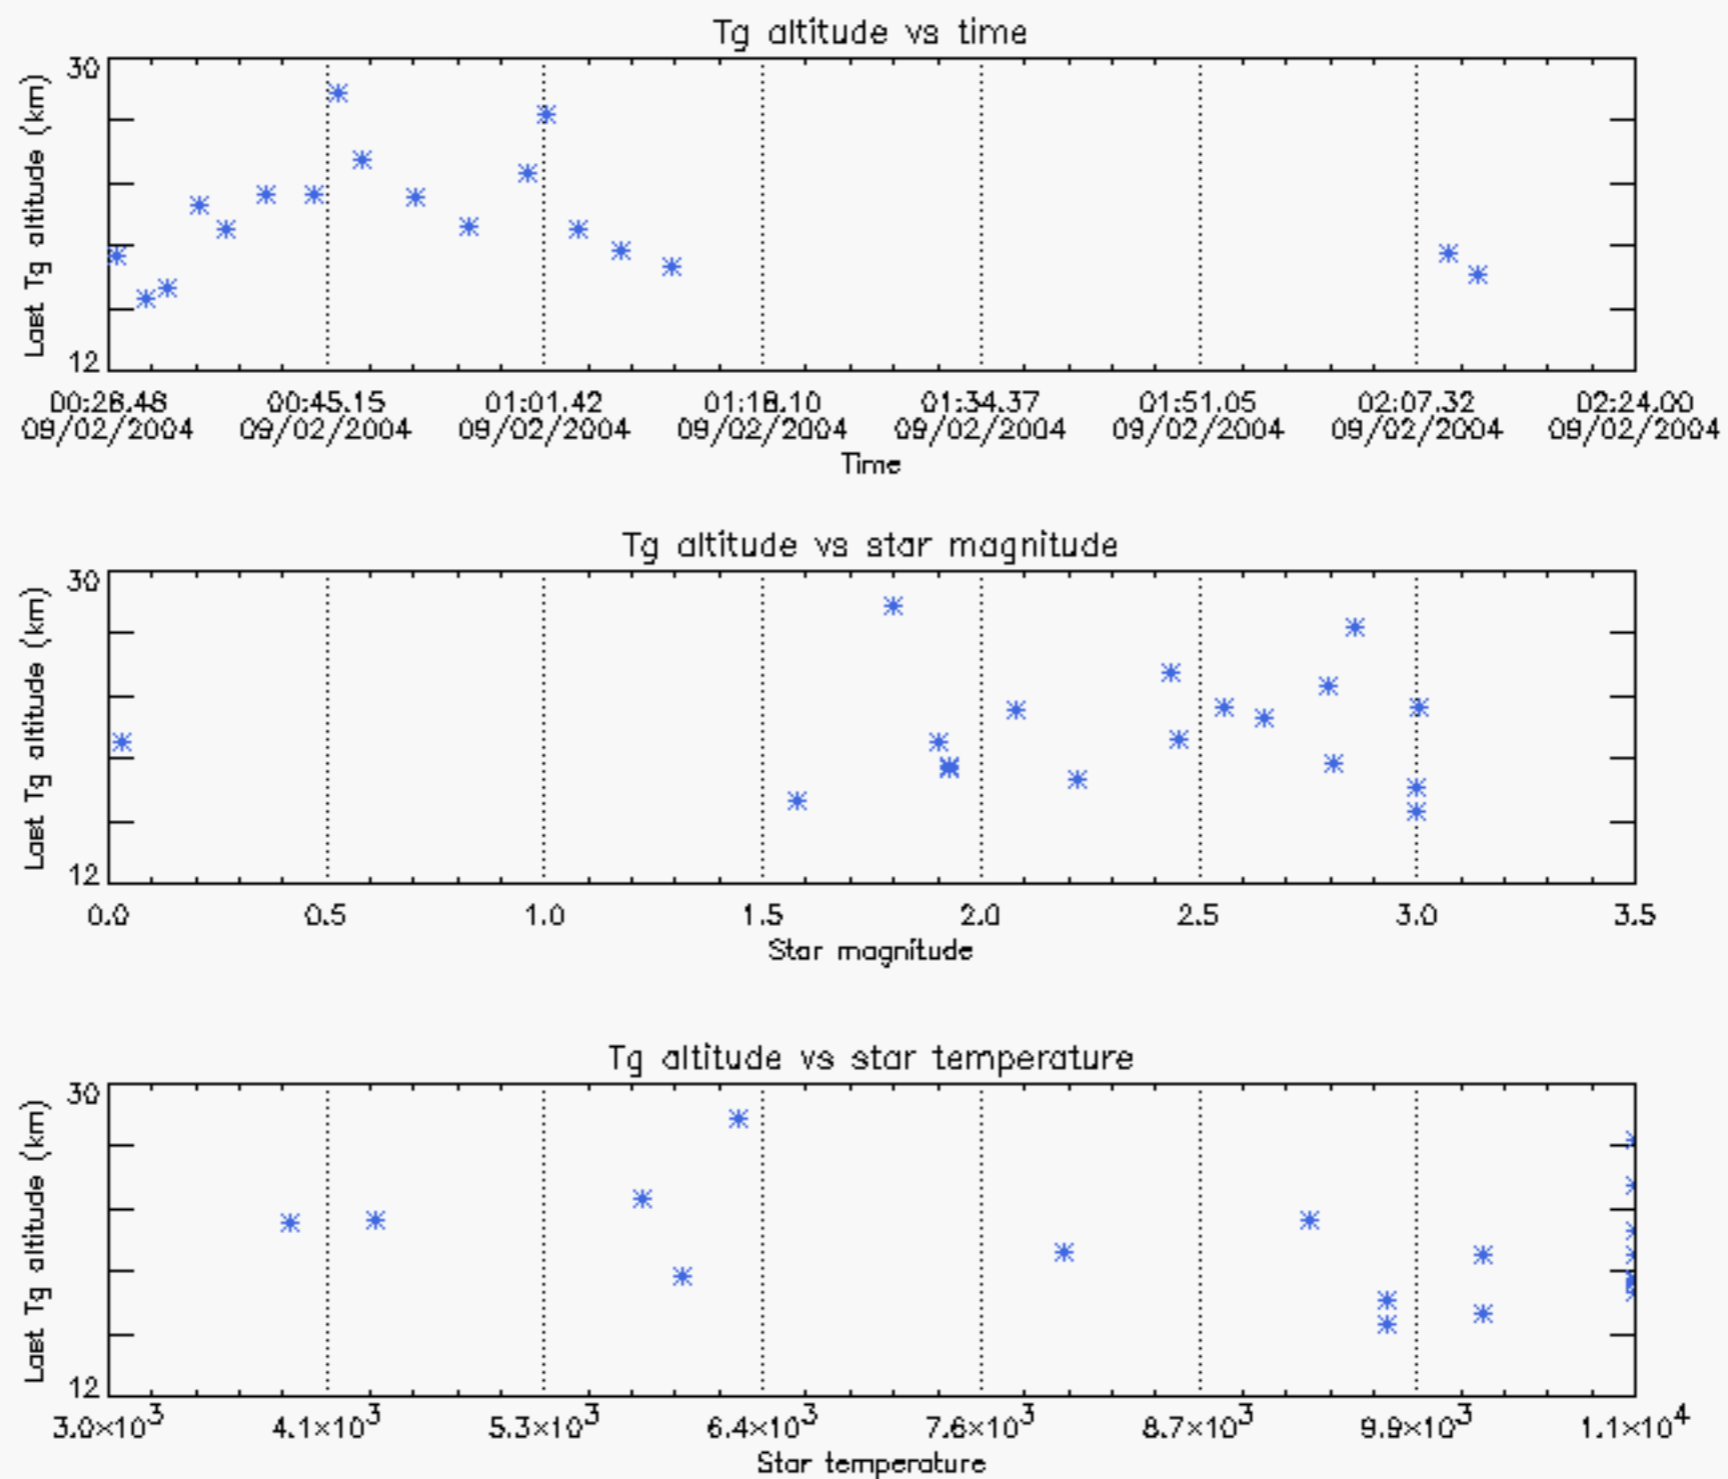 Tg altitude vs time
30
Last Tg altitude (km)
12
00:28.48 00:45.15 01:01.42 01:18.10 01:34.37 01:51.05 02:07.32 02:24.00
09/02/2004 09/02/2004 09/02/2004 09/02/2004 09/02/2004 09/02/2004 09/02/2004 09/02/2004
Time
Tg altitude vs star magnitude
30
Last Tg altitude (km)
12
0.0 0.5 1.0 1.5 2.0 2.5 3.0 3.5
Star magnitude
Tg altitude vs star temperature
30
Last Tg altitude (km)
12
3.0×10³ 4.1×10³ 5.3×10³ 6.4×10³ 7.6×10³ 8.7×10³ 9.9×10³ 1.1×10⁴
Star temperature